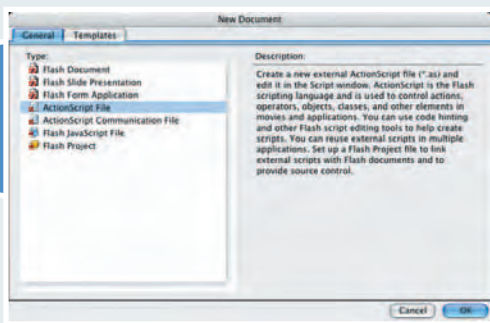 New Document
General Templates
Type:
Flash Document
Flash Slide Presentation
Flash Form Application
ActionScript File
ActionScript Communication File
Flash JavaScript File
Flash Project
Description:
Create a new external ActionScript file (*.as) and
edit it in the Script window. ActionScript is the Flash
scripting language and is used to control actions,
operators, objects, classes, and other elements in
movies and applications. You can use code hinting
and other Flash script editing tools to help create
scripts. You can reuse external scripts in multiple
applications. Set up a Flash Project file to link
external scripts with Flash documents and to
provide source control.
Cancel OK